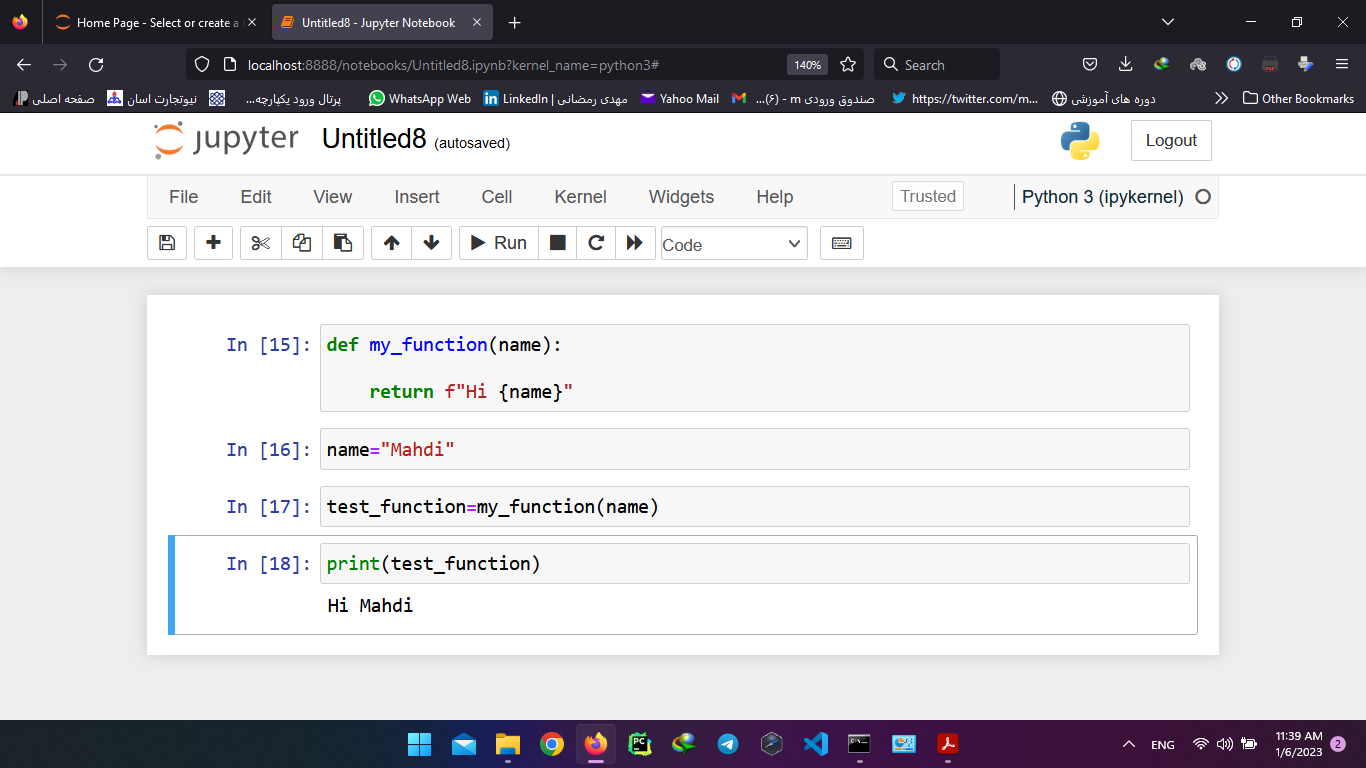 Home Page - Select or create a
Untitled8 - Jupyter Notebook
localhost:8888/notebooks/Untitled8.ipynb?kernel_name=python3#
140%
Search
صفحه اصلی
نیوتجارت اسان
پرتال ورود یکپارچه...
WhatsApp Web
LinkedIn | مهدی رمضانی
Yahoo Mail
صندوق ورودی (۶) - m...
https://twitter.com/m...
دوره های آموزشی
Other Bookmarks
jupyter Untitled8 (autosaved)
Logout
File Edit View Insert Cell Kernel Widgets Help
Trusted
Python 3 (ipykernel)
Run
Code
In [15]: def my_function(name):
return f"Hi {name}"
In [16]: name="Mahdi"
In [17]: test_function=my_function(name)
In [18]: print(test_function)
Hi Mahdi
PC
ENG
11:39 AM
1/6/2023
2